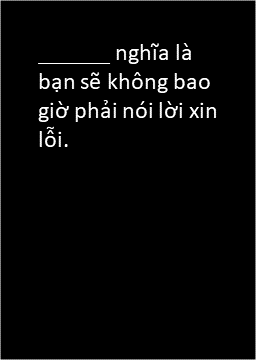 _______ nghĩa là
bạn sẽ không bao
giờ phải nói lời xin
lỗi.